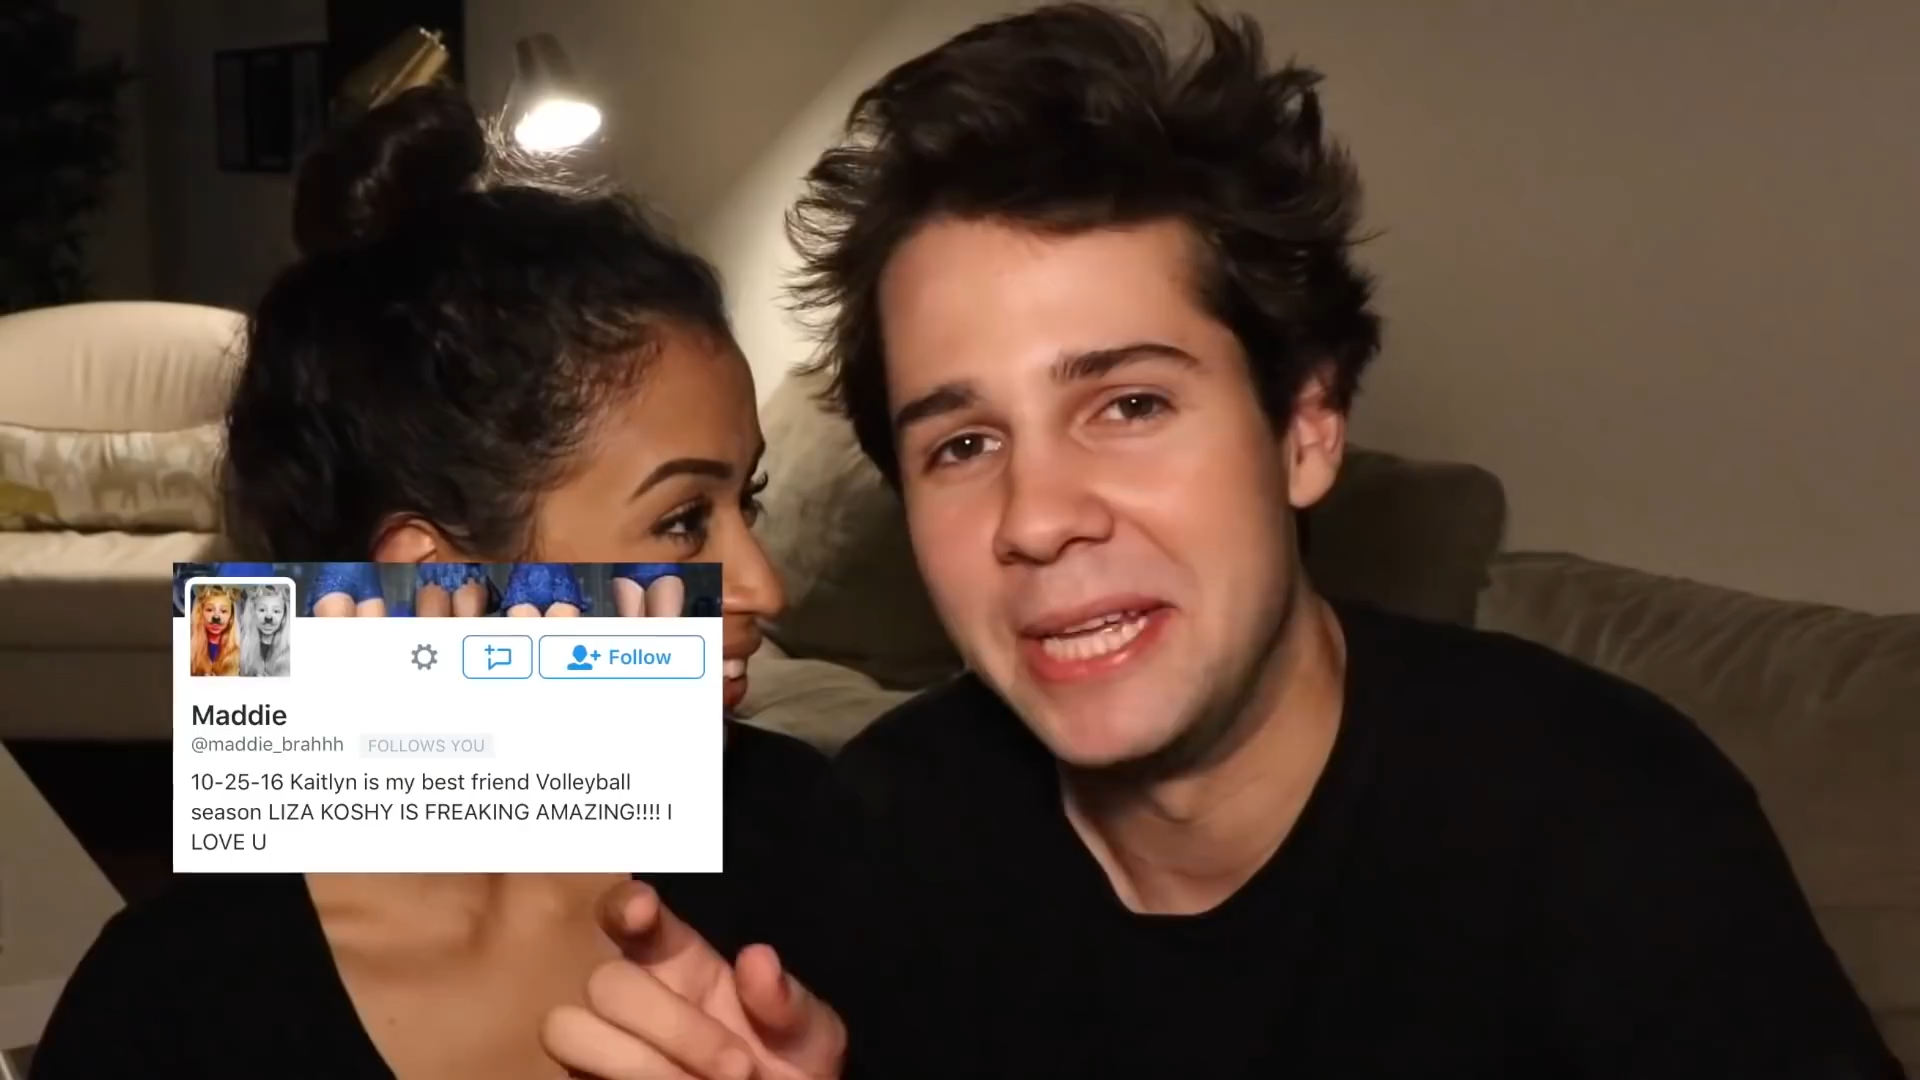 Follow
Maddie
@maddie_brahhh FOLLOWS YOU
10-25-16 Kaitlyn is my best friend Volleyball
season LIZA KOSHY IS FREAKING AMAZING!!!! I
LOVE U